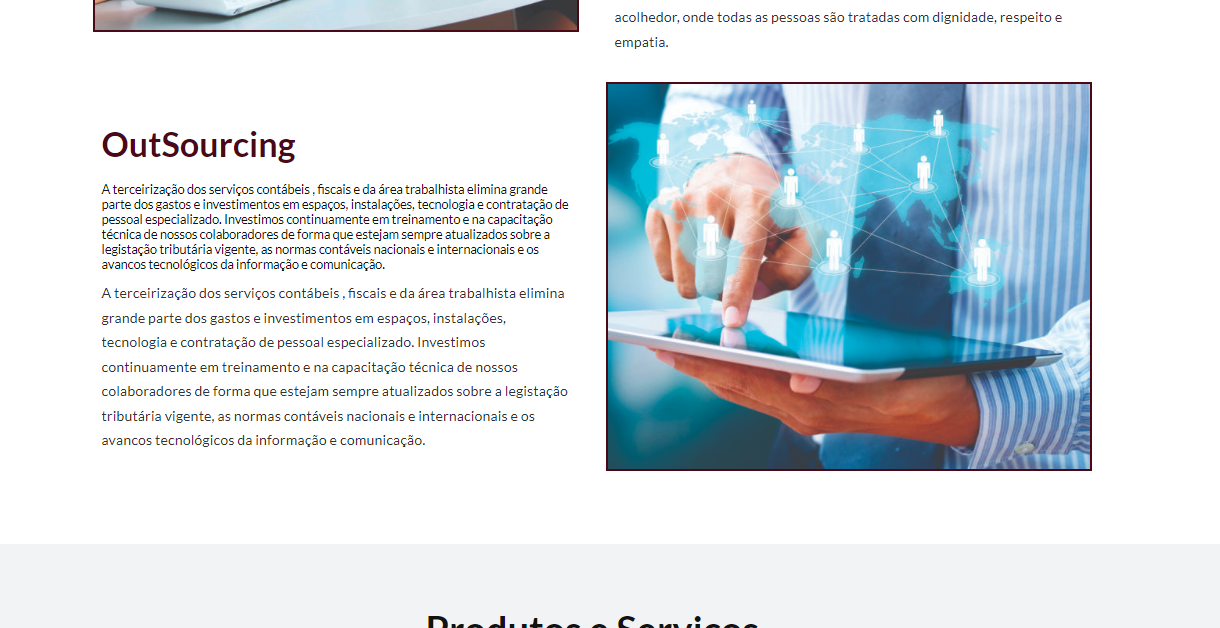 acolhedor, onde todas as pessoas são tratadas com dignidade, respeito e
empatia.
OutSourcing
A terceirização dos serviços contábeis , fiscais e da área trabalhista elimina grande
parte dos gastos e investimentos em espaços, instalações, tecnologia e contratação de
pessoal especializado. Investimos continuamente em treinamento e na capacitação
técnica de nossos colaboradores de forma que estejam sempre atualizados sobre a
legistação tributária vigente, as normas contáveis nacionais e internacionais e os
avancos tecnológicos da informação e comunicação.
A terceirização dos serviços contábeis , fiscais e da área trabalhista elimina
grande parte dos gastos e investimentos em espaços, instalações,
tecnologia e contratação de pessoal especializado. Investimos
continuamente em treinamento e na capacitação técnica de nossos
colaboradores de forma que estejam sempre atualizados sobre a legistação
tributária vigente, as normas contáveis nacionais e internacionais e os
avancos tecnológicos da informação e comunicação.
Produtos e Serviços